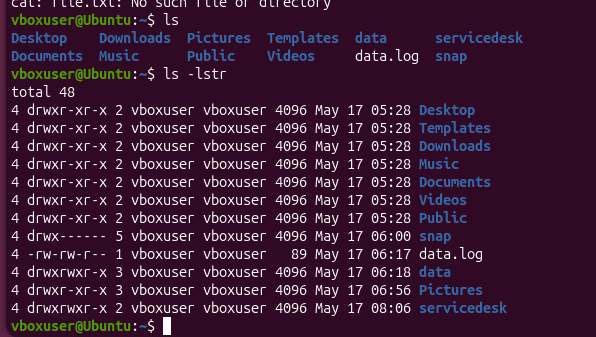 cat: file.txt: No such file or directory
vboxuser@Ubuntu:~$ ls
Desktop    Downloads  Pictures  Templates  data      servicedesk
Documents  Music      Public    Videos     data.log  snap
vboxuser@Ubuntu:~$ ls -lstr
total 48
4 drwxr-xr-x 2 vboxuser vboxuser 4096 May 17 05:28 Desktop
4 drwxr-xr-x 2 vboxuser vboxuser 4096 May 17 05:28 Templates
4 drwxr-xr-x 2 vboxuser vboxuser 4096 May 17 05:28 Downloads
4 drwxr-xr-x 2 vboxuser vboxuser 4096 May 17 05:28 Music
4 drwxr-xr-x 2 vboxuser vboxuser 4096 May 17 05:28 Documents
4 drwxr-xr-x 2 vboxuser vboxuser 4096 May 17 05:28 Videos
4 drwxr-xr-x 2 vboxuser vboxuser 4096 May 17 05:28 Public
4 drwx------ 5 vboxuser vboxuser 4096 May 17 06:00 snap
4 -rw-rw-r-- 1 vboxuser vboxuser   89 May 17 06:17 data.log
4 drwxrwxr-x 3 vboxuser vboxuser 4096 May 17 06:18 data
4 drwxr-xr-x 3 vboxuser vboxuser 4096 May 17 06:56 Pictures
4 drwxrwxr-x 2 vboxuser vboxuser 4096 May 17 08:06 servicedesk
vboxuser@Ubuntu:~$